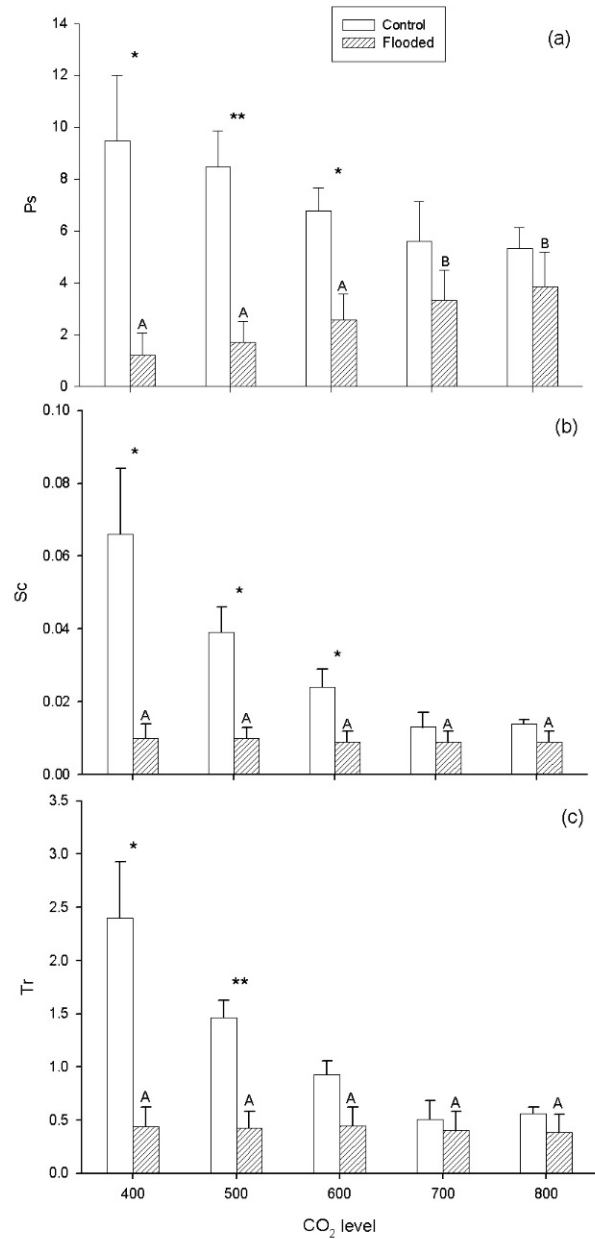 Control
Flooded
(a)
14
12
10
8
6
4
2
0
Ps
*
**
*
A
A
A
B
B
(b)
0.10
0.08
0.06
0.04
0.02
0.00
Sc
*
*
*
A
A
A
A
A
(c)
3.5
3.0
2.5
2.0
1.5
1.0
0.5
0.0
Tr
*
**
A
A
A
A
A
400 500 600 700 800
CO₂ level